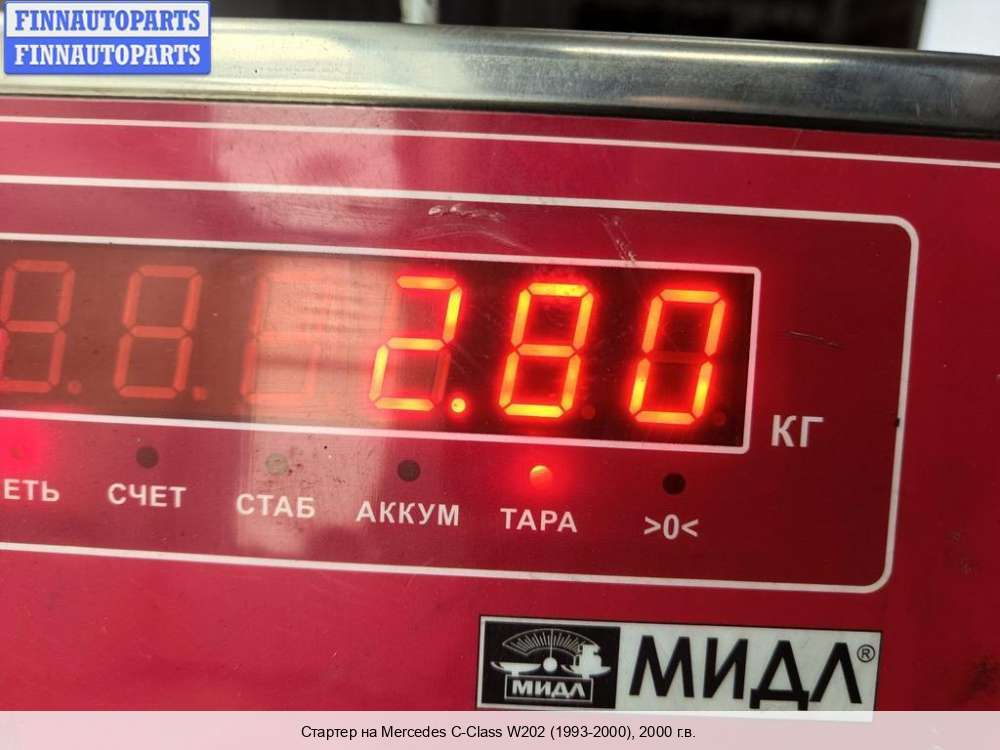 FINNAUTOPARTS
FINNAUTOPARTS
2.80
КГ
ЕТЬ СЧЕТ СТАБ АККУМ ТАРА >0<
МИДЛ МИДЛ®
Стартер на Mercedes C-Class W202 (1993-2000), 2000 г.в.